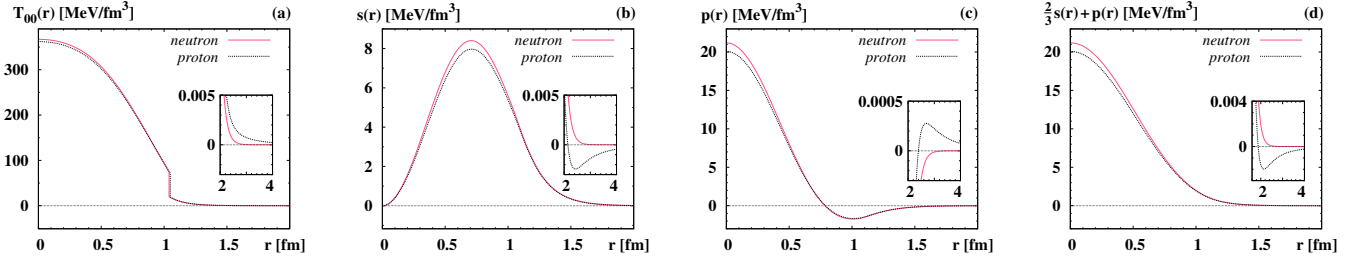 T₀₀(r) [MeV/fm³] (a)
neutron
proton
300
200
100
0
0.005
0
2 4
0 0.5 1 1.5 r [fm]
s(r) [MeV/fm³] (b)
neutron
proton
8
6
4
2
0
0.005
0
2 4
0 0.5 1 1.5 r [fm]
p(r) [MeV/fm³] (c)
neutron
proton
20
15
10
5
0
0.0005
0
2 4
0 0.5 1 1.5 r [fm]
⅔ s(r) + p(r) [MeV/fm³] (d)
neutron
proton
20
15
10
5
0
0.004
0
2 4
0 0.5 1 1.5 r [fm]